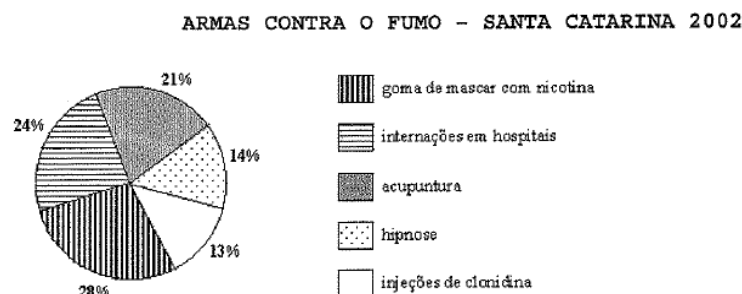 ARMAS CONTRA O FUMO - SANTA CATARINA 2002
21%
24%
14%
13%
28%
goma de mascar com nicotina
internações em hospitais
acupuntura
hipnose
injeções de clonidina